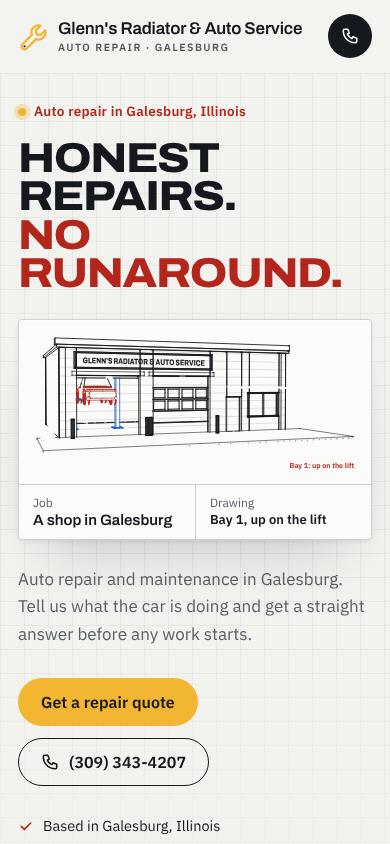 Glenn's Radiator & Auto Service
AUTO REPAIR · GALESBURG
Auto repair in Galesburg, Illinois
HONEST
REPAIRS.
NO
RUNAROUND.
GLENN'S RADIATOR & AUTO SERVICE
Bay 1: up on the lift
Job
A shop in Galesburg
Drawing
Bay 1, up on the lift
Auto repair and maintenance in Galesburg.
Tell us what the car is doing and get a straight
answer before any work starts.
Get a repair quote
(309) 343-4207
Based in Galesburg, Illinois